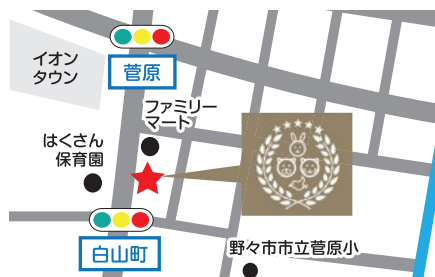 イオン
タウン
菅原
ファミリー
マート
はくさん
保育園
白山町
野々市市立菅原小